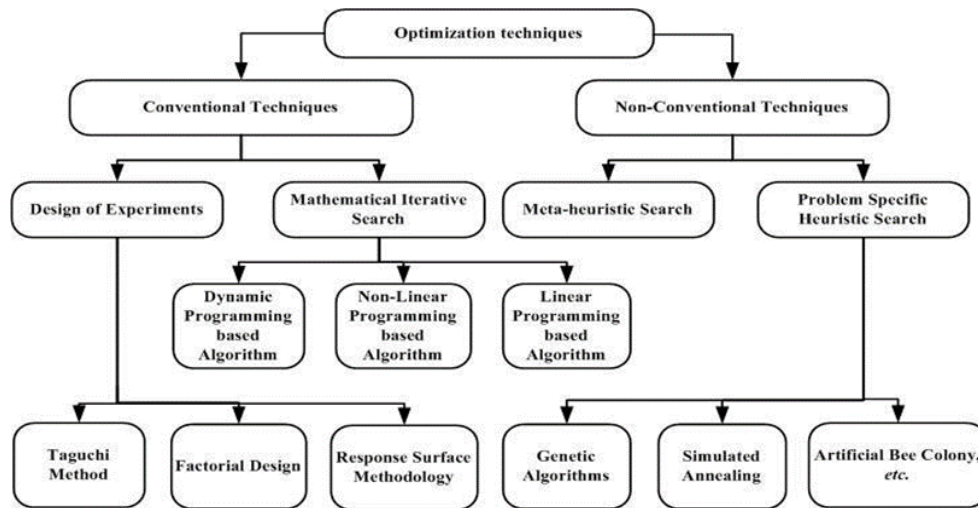 Optimization techniques
Conventional Techniques
Non-Conventional Techniques
Design of Experiments
Mathematical Iterative
Search
Meta-heuristic Search
Problem Specific
Heuristic Search
Dynamic
Programming
based
Algorithm
Non-Linear
Programming
based
Algorithm
Linear
Programming
based
Algorithm
Taguchi
Method
Factorial Design
Response Surface
Methodology
Genetic
Algorithms
Simulated
Annealing
Artificial Bee Colony,
etc.